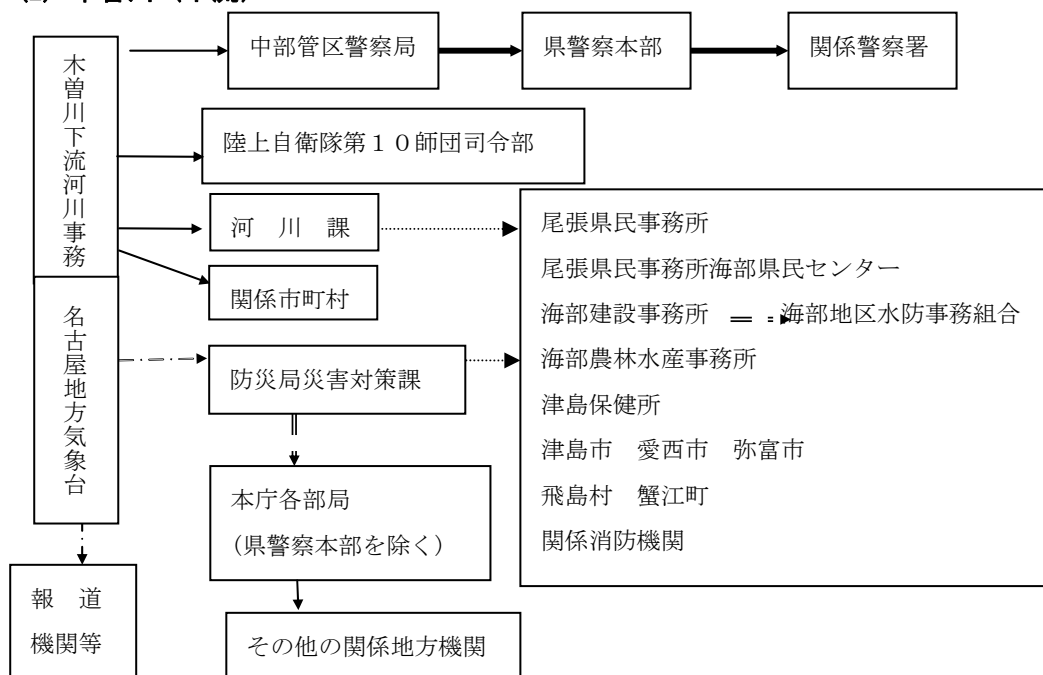 中部管区警察局
県警察本部
関係警察署
木曽川下流河川事務
陸上自衛隊第10師団司令部
河 川 課
関係市町村
名古屋地方気象台
防災局災害対策課
本庁各部局
(県警察本部を除く)
その他の関係地方機関
報 道
機関等
尾張県民事務所
尾張県民事務所海部県民センター
海部建設事務所 海部地区水防事務組合
海部農林水産事務所
津島保健所
津島市 愛西市 弥富市
飛島村 蟹江町
関係消防機関